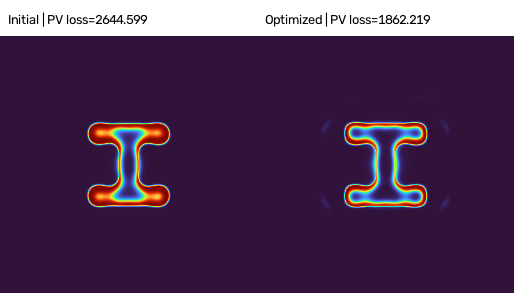 Initial | PV loss=2644.599
Optimized | PV loss=1862.219